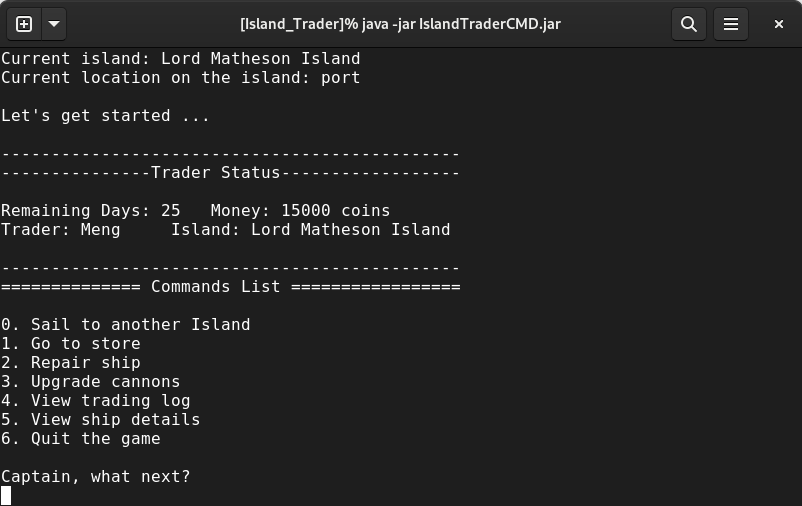 [Island_Trader]% java -jar IslandTraderCMD.jar
Current island: Lord Matheson Island
Current location on the island: port
Let's get started ...
----------------------------------------------
---------------Trader Status------------------
Remaining Days: 25   Money: 15000 coins
Trader: Meng     Island: Lord Matheson Island
----------------------------------------------
============== Commands List =================
0. Sail to another Island
1. Go to store
2. Repair ship
3. Upgrade cannons
4. View trading log
5. View ship details
6. Quit the game
Captain, what next?